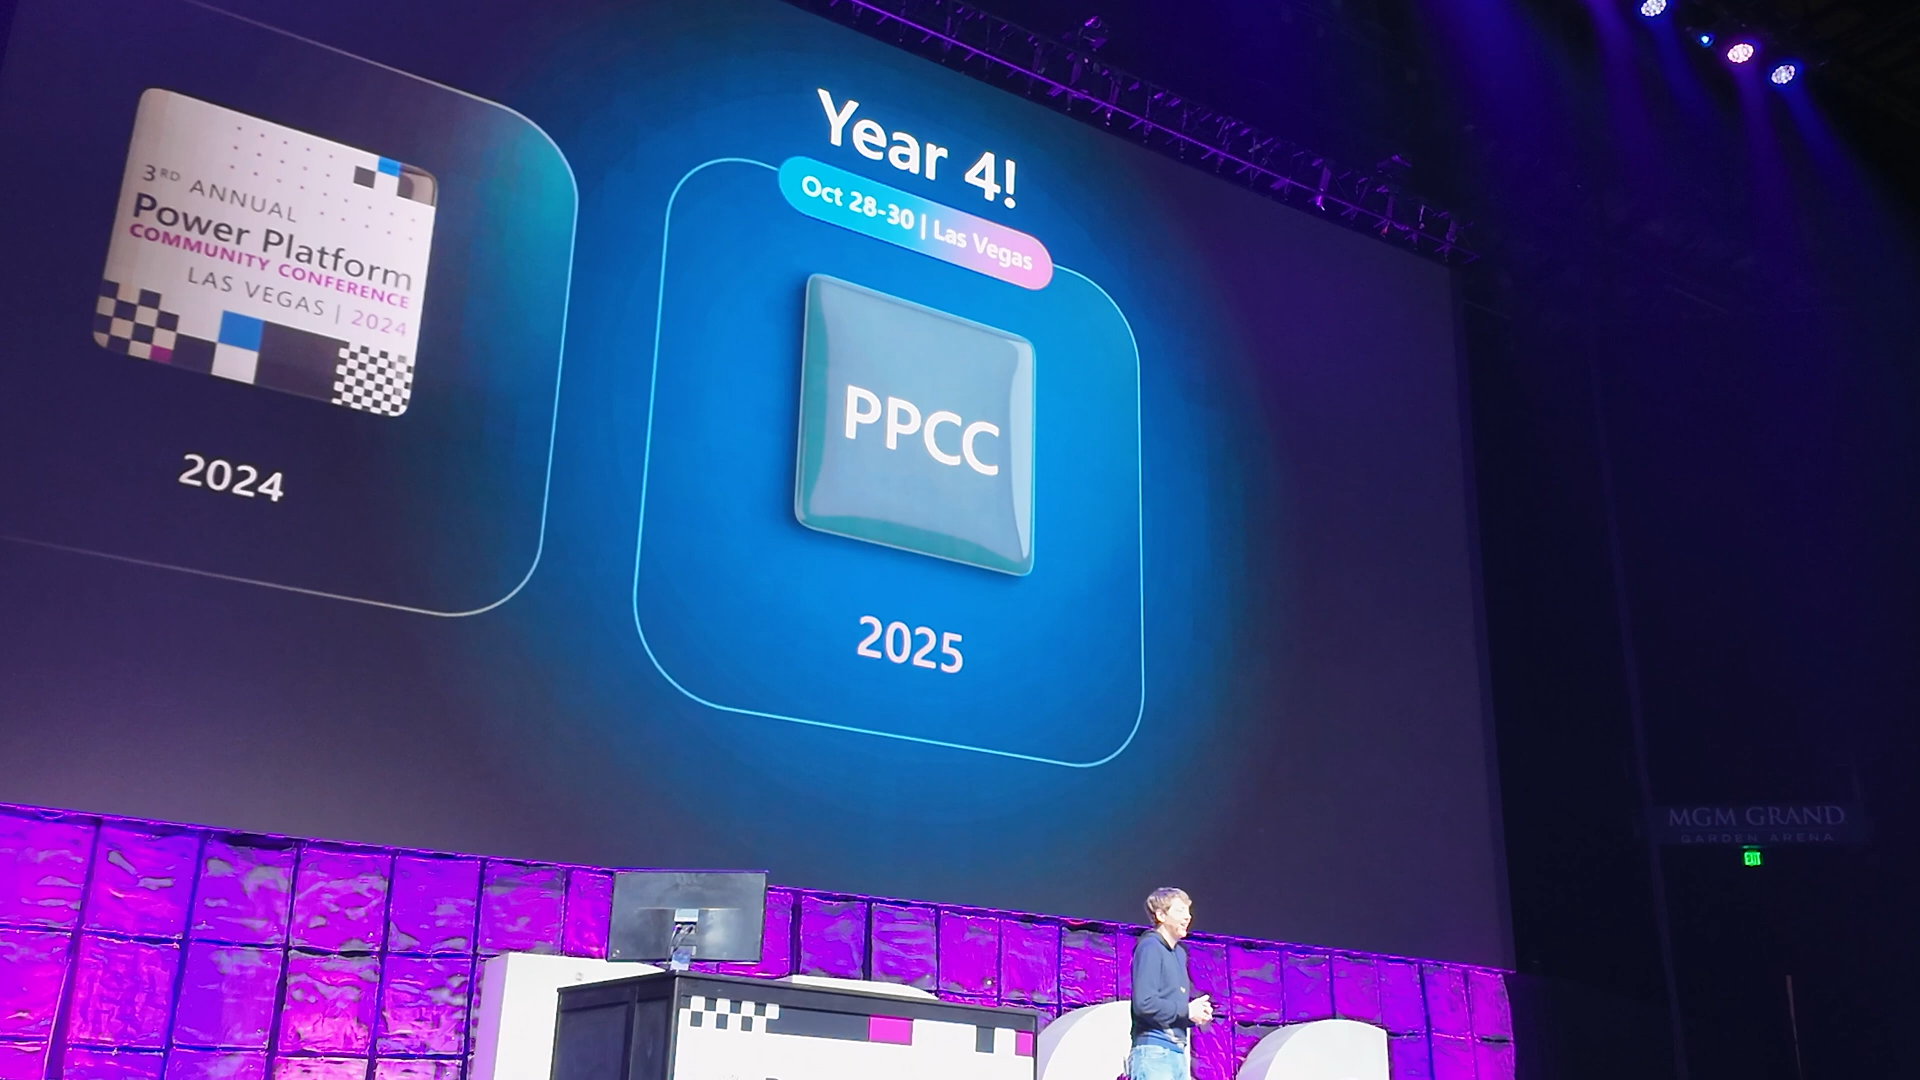 3RD ANNUAL
Power Platform
COMMUNITY CONFERENCE
LAS VEGAS | 2024
2024
Year 4!
Oct 28-30 | Las Vegas
PPCC
2025
MGM GRAND
GARDEN ARENA
EXIT